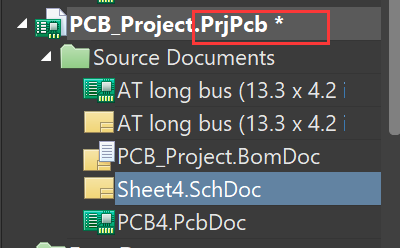 PCB_Project.PrjPcb *
Source Documents
AT long bus (13.3 x 4.2 i
AT long bus (13.3 x 4.2 i
PCB_Project.BomDoc
Sheet4.SchDoc
PCB4.PcbDoc